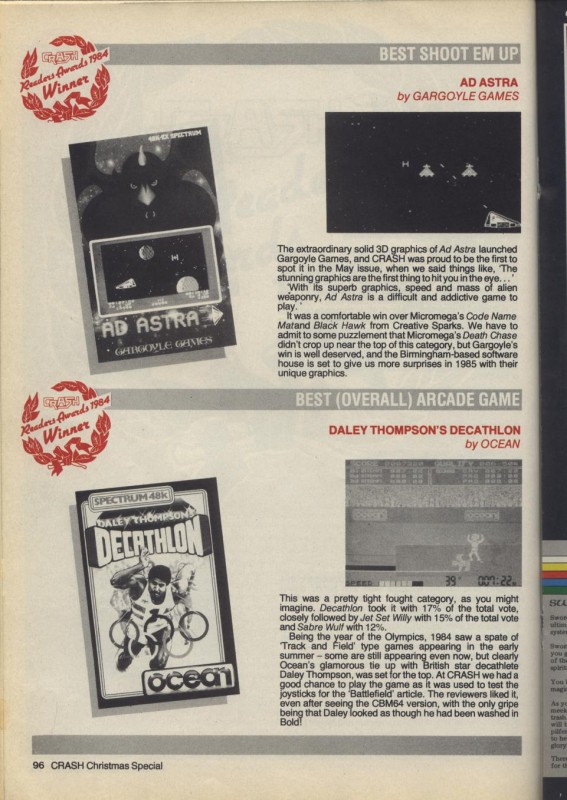 CRASH
Readers Awards 1984
Winner
BEST SHOOT EM UP
AD ASTRA
by GARGOYLE GAMES
48K-ZX SPECTRUM
AD ASTRA
GARGOYLE GAMES
The extraordinary solid 3D graphics of Ad Astra launched
Gargoyle Games, and CRASH was proud to be the first to
spot it in the May issue, when we said things like, 'The
stunning graphics are the first thing to hit you in the eye. . . '
'With its superb graphics, speed and mass of alien
weaponry, Ad Astra is a difficult and addictive game to
play. '
It was a comfortable win over Micromega's Code Name
Matand Black Hawk from Creative Sparks. We have to
admit to some puzzlement that Micromega's Death Chase
didn't crop up near the top of this category, but Gargoyle's
win is well deserved, and the Birmingham-based software
house is set to give us more surprises in 1985 with their
unique graphics.
CRASH
Readers Awards 1984
Winner
BEST (OVERALL) ARCADE GAME
DALEY THOMPSON'S DECATHLON
by OCEAN
SPECTRUM 48k
DALEY THOMPSON'S
DECATHLON
ocean
SPEED
39°
This was a pretty tight fought category, as you might
imagine. Decathlon took it with 17% of the total vote,
closely followed by Jet Set Willy with 15% of the total vote
and Sabre Wulf with 12%.
Being the year of the Olympics, 1984 saw a spate of
'Track and Field' type games appearing in the early
summer – some are still appearing even now, but clearly
Ocean's glamorous tie up with British star decathlete
Daley Thompson, was set for the top. At CRASH we had a
good chance to play the game as it was used to test the
joysticks for the 'Battlefield' article. The reviewers liked it,
even after seeing the CBM64 version, with the only gripe
being that Daley looked as though he had been washed in
Bold!
96 CRASH Christmas Special